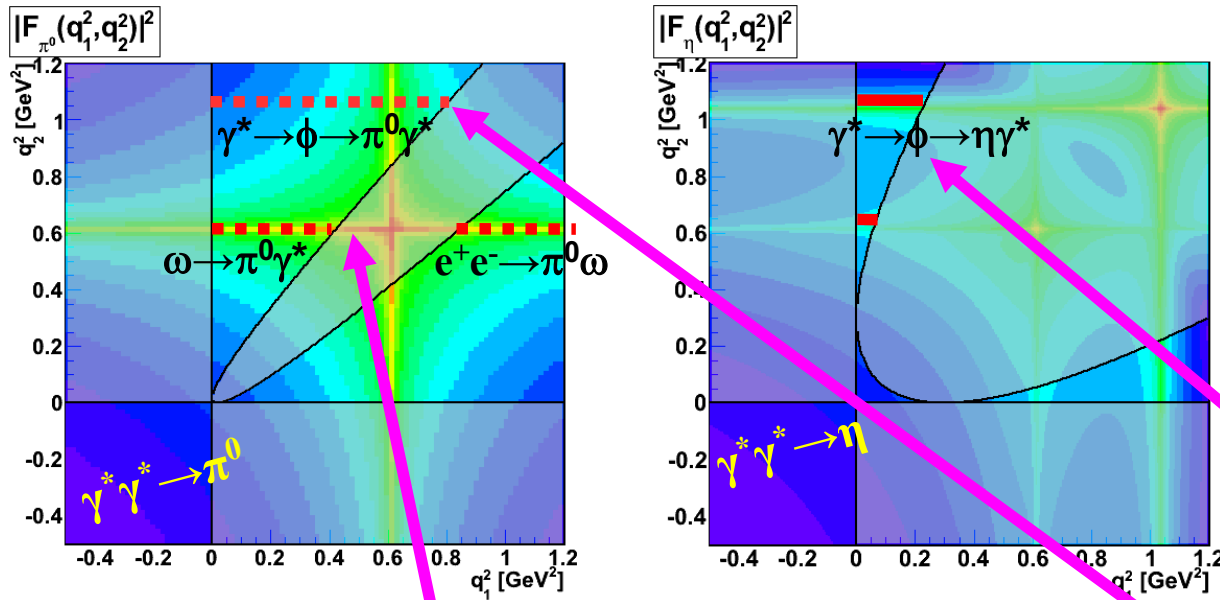 |F_π⁰(q₁²,q₂²)|²
q₂² [GeV²]
1.2
1
0.8
0.6
0.4
0.2
0
-0.2
-0.4
γ*→ϕ→π⁰γ*
ω→π⁰γ*
e⁺e⁻→π⁰ω
γ*γ*→π⁰
-0.4 -0.2 0 0.2 0.4 0.6 0.8 1 1.2
q₁² [GeV²]
|F_η(q₁²,q₂²)|²
q₂² [GeV²]
1.2
1
0.8
0.6
0.4
0.2
0
-0.2
-0.4
γ*→ϕ→ηγ*
γ*γ*→η
-0.4 -0.2 0 0.2 0.4 0.6 0.8 1 1.2
q₁² [GeV²]